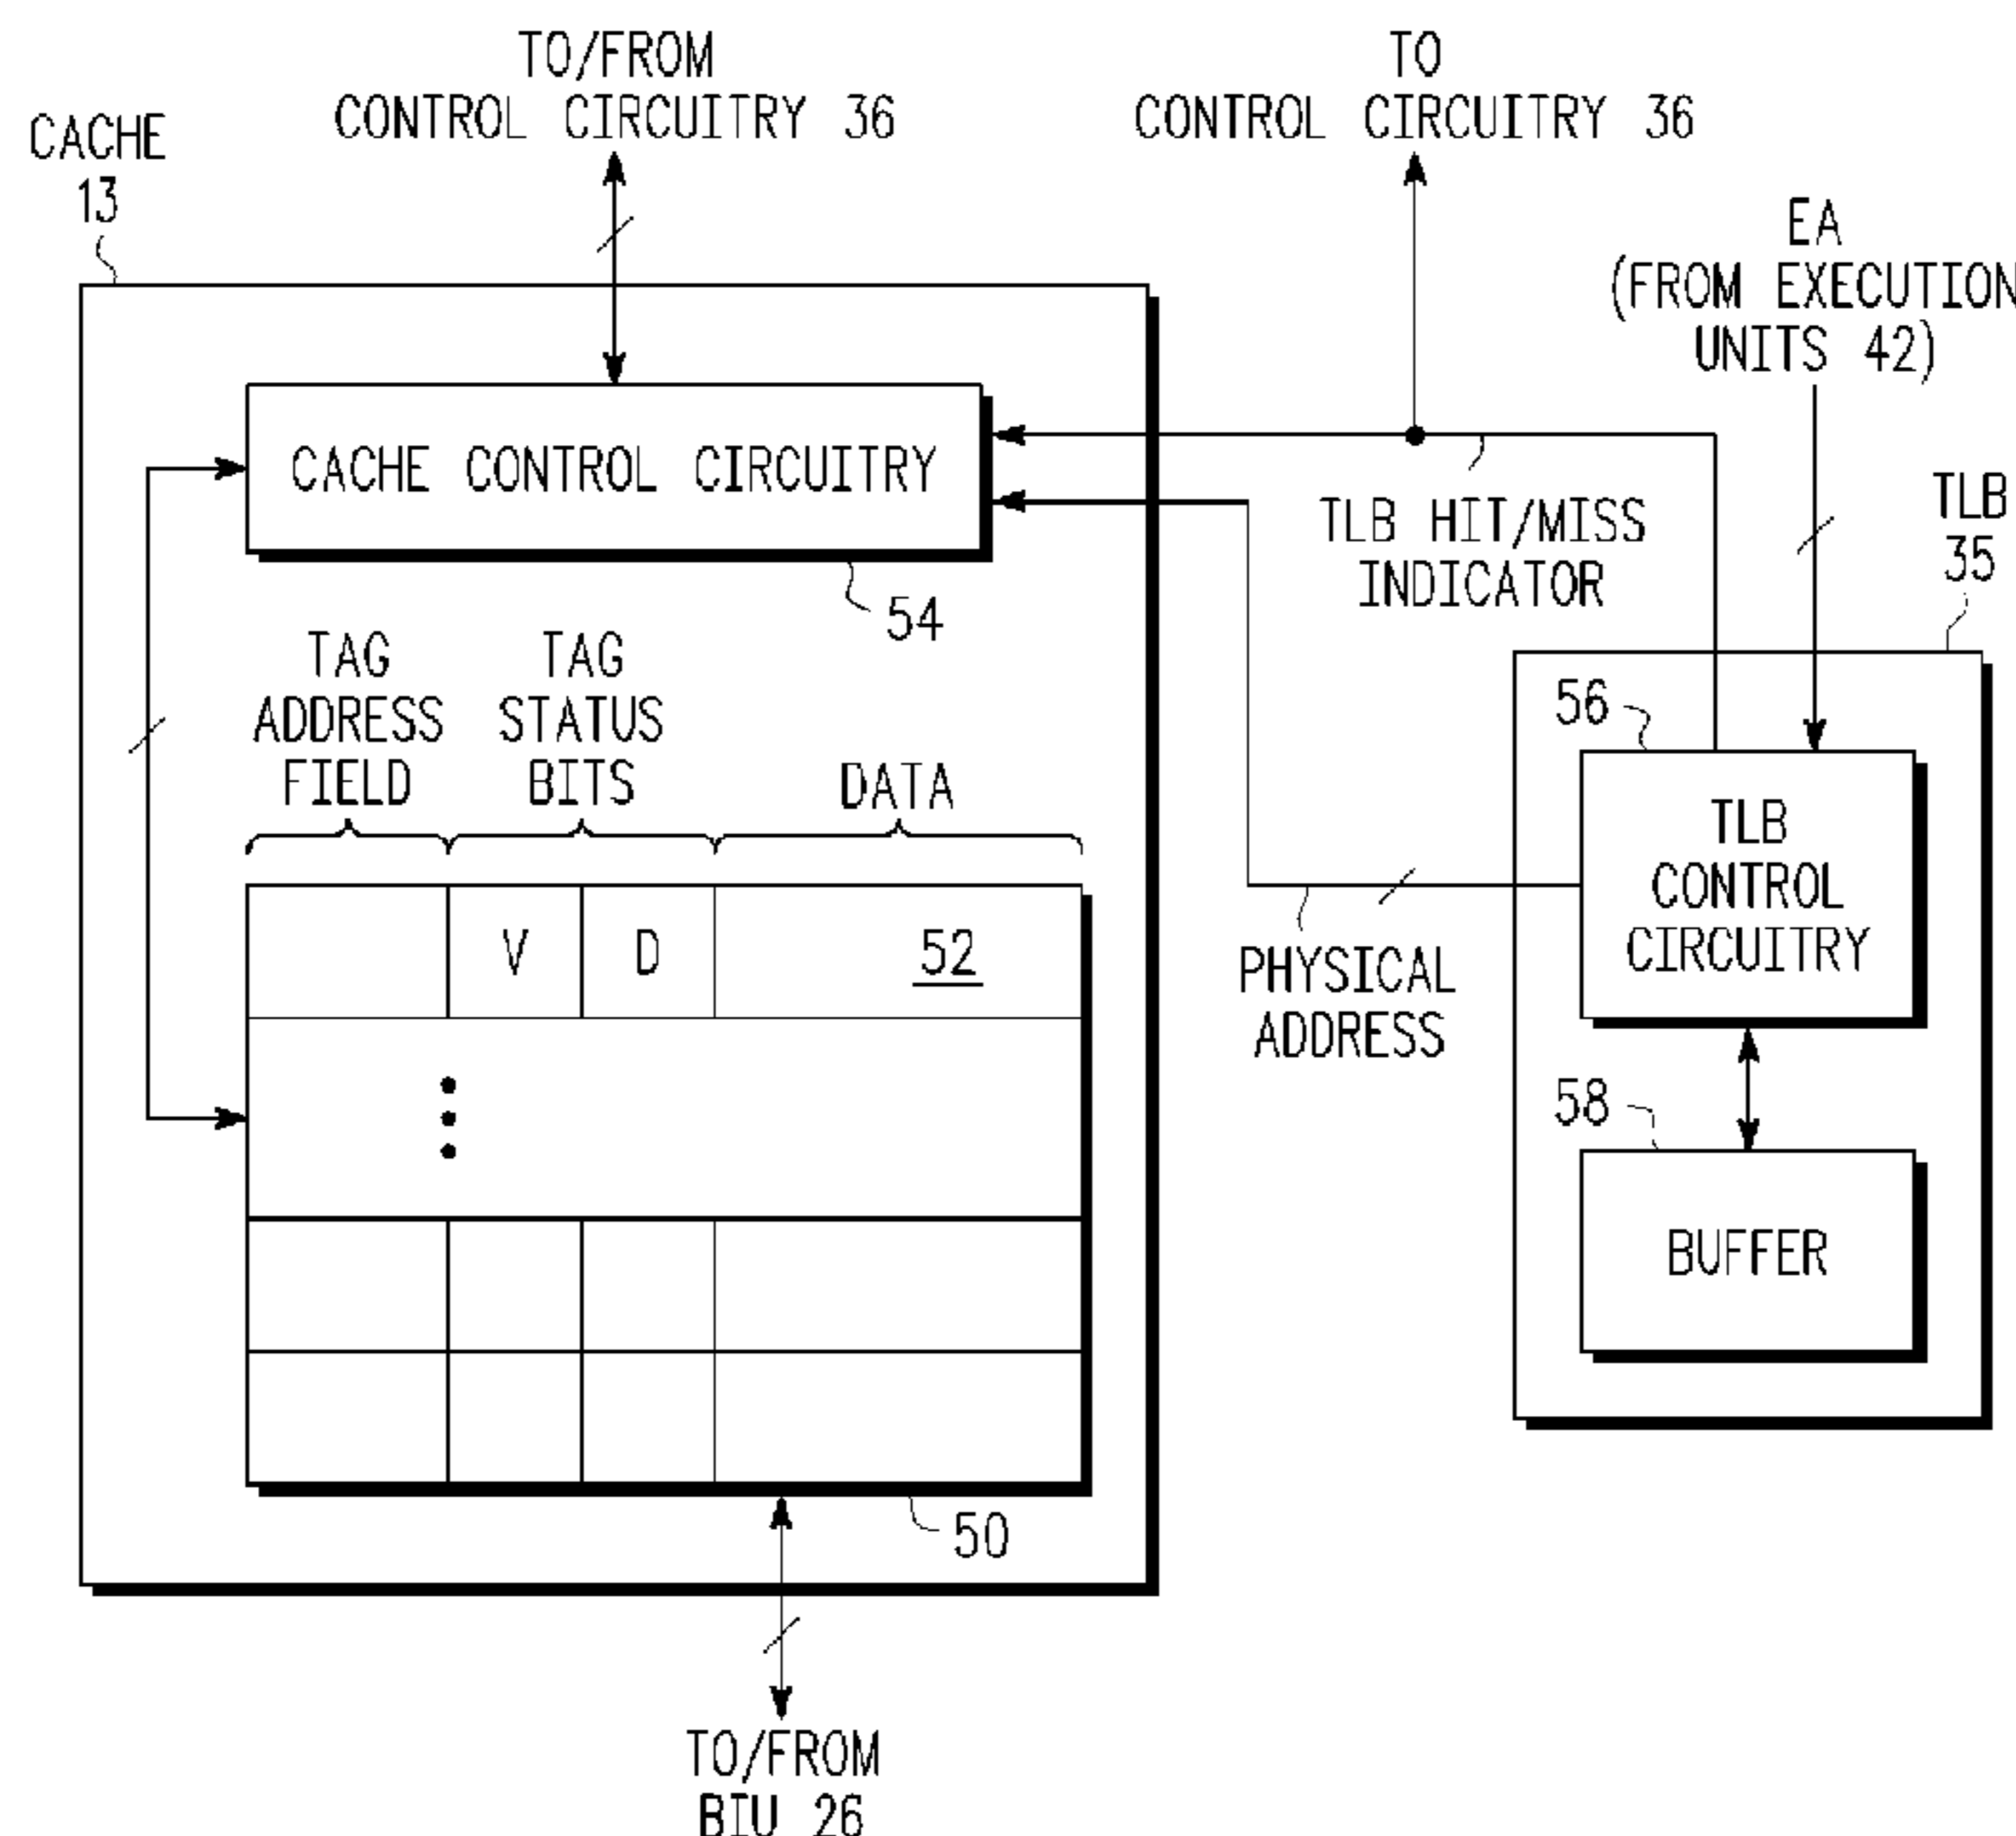 TO/FROM
CONTROL CIRCUITRY 36
TO
CONTROL CIRCUITRY 36
CACHE
13
EA
(FROM EXECUTION
UNITS 42)
CACHE CONTROL CIRCUITRY
54
TLB HIT/MISS
INDICATOR
TLB
35
TAG
ADDRESS
FIELD
TAG
STATUS
BITS
DATA
56
TLB
CONTROL
CIRCUITRY
V
D
52
PHYSICAL
ADDRESS
58
BUFFER
50
TO/FROM
BIU 26